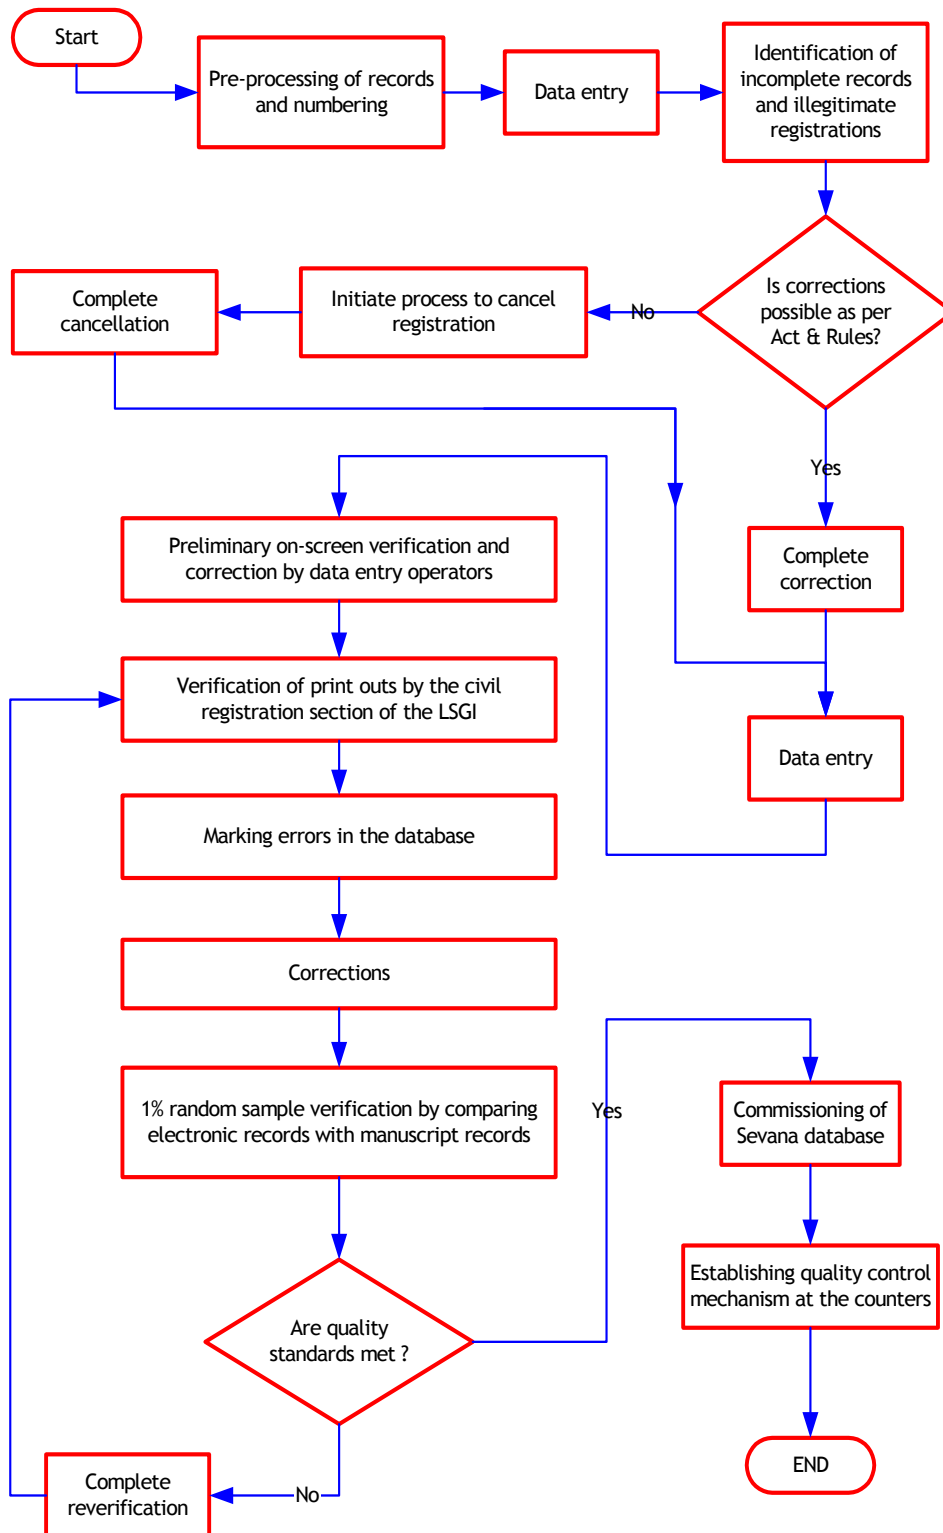 Start
Pre-processing of records
and numbering
Data entry
Identification of
incomplete records
and illegitimate
registrations
Is corrections
possible as per
Act & Rules?
No
Initiate process to cancel
registration
Complete
cancellation
Yes
Complete
correction
Data entry
Preliminary on-screen verification and
correction by data entry operators
Verification of print outs by the civil
registration section of the LSGI
Marking errors in the database
Corrections
1% random sample verification by comparing
electronic records with manuscript records
Are quality
standards met ?
Yes
Commissioning of
Sevana database
Establishing quality control
mechanism at the counters
END
No
Complete
reverification